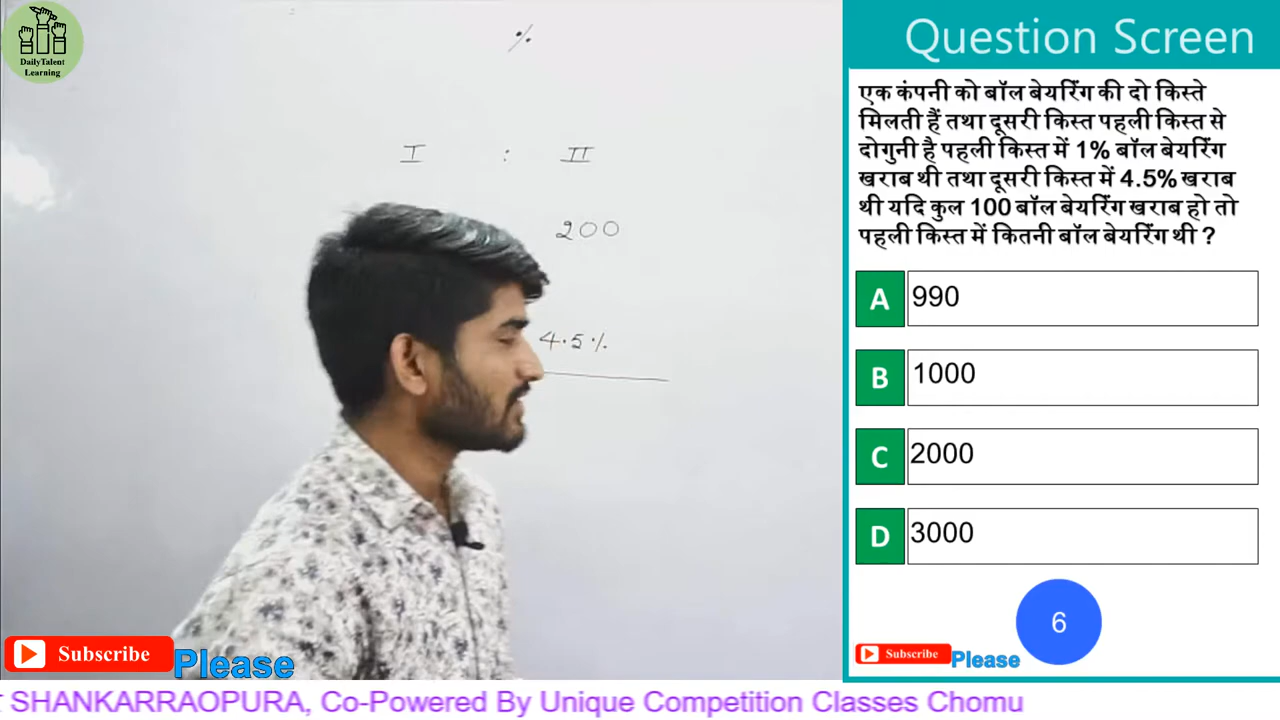 DailyTalent
Learning
%
I : II
200
4.5%
Question Screen
एक कंपनी को बॉल बेयरिंग की दो किस्ते
मिलती हैं तथा दूसरी किस्त पहली किस्त से
दोगुनी है पहली किस्त में 1% बॉल बेयरिंग
खराब थी तथा दूसरी किस्त में 4.5% खराब
थी यदि कुल 100 बॉल बेयरिंग खराब हो तो
पहली किस्त में कितनी बॉल बेयरिंग थी ?
A 990
B 1000
C 2000
D 3000
6
Subscribe Please
Subscribe Please
SHANKARRAOPURA, Co-Powered By Unique Competition Classes Chomu